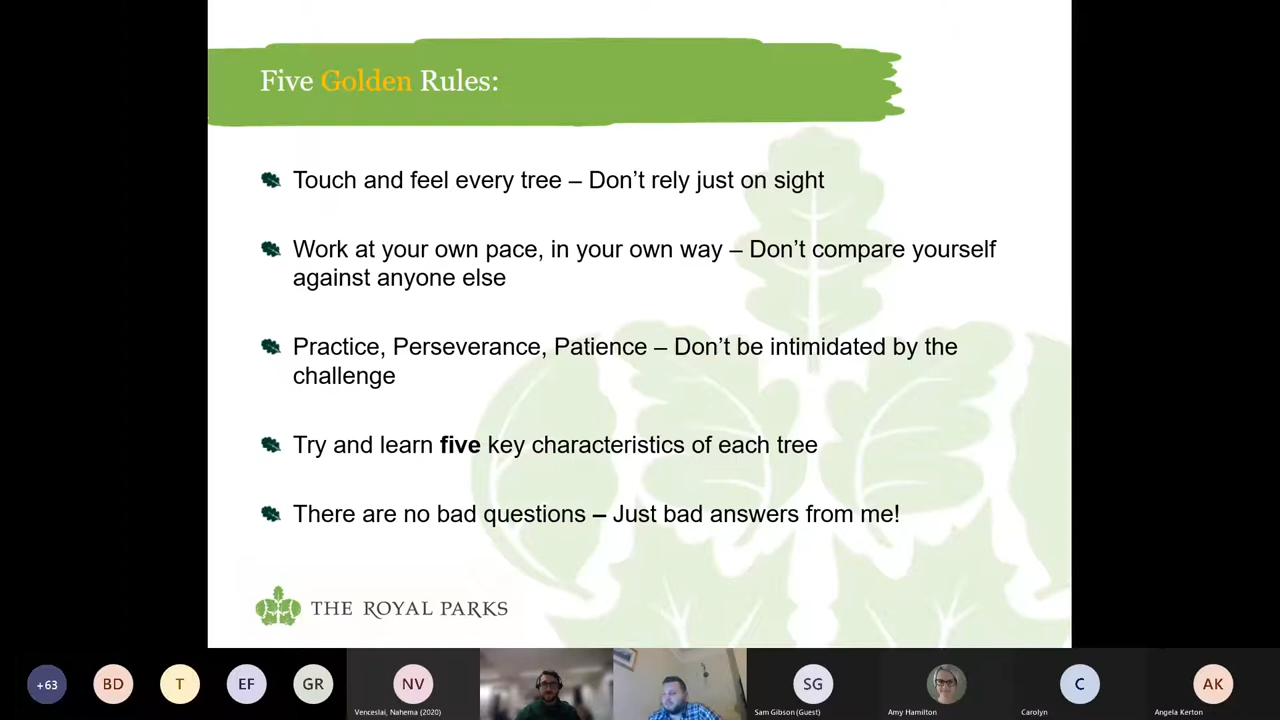 Five Golden Rules:
Touch and feel every tree – Don’t rely just on sight
Work at your own pace, in your own way – Don’t compare yourself
against anyone else
Practice, Perseverance, Patience – Don’t be intimidated by the
challenge
Try and learn five key characteristics of each tree
There are no bad questions – Just bad answers from me!
THE ROYAL PARKS
+63
BD
T
EF
GR
NV
SG
C
AK
Venceslai, Nahema (2020)
Sam Gibson (Guest)
Amy Hamilton
Carolyn
Angela Kerton